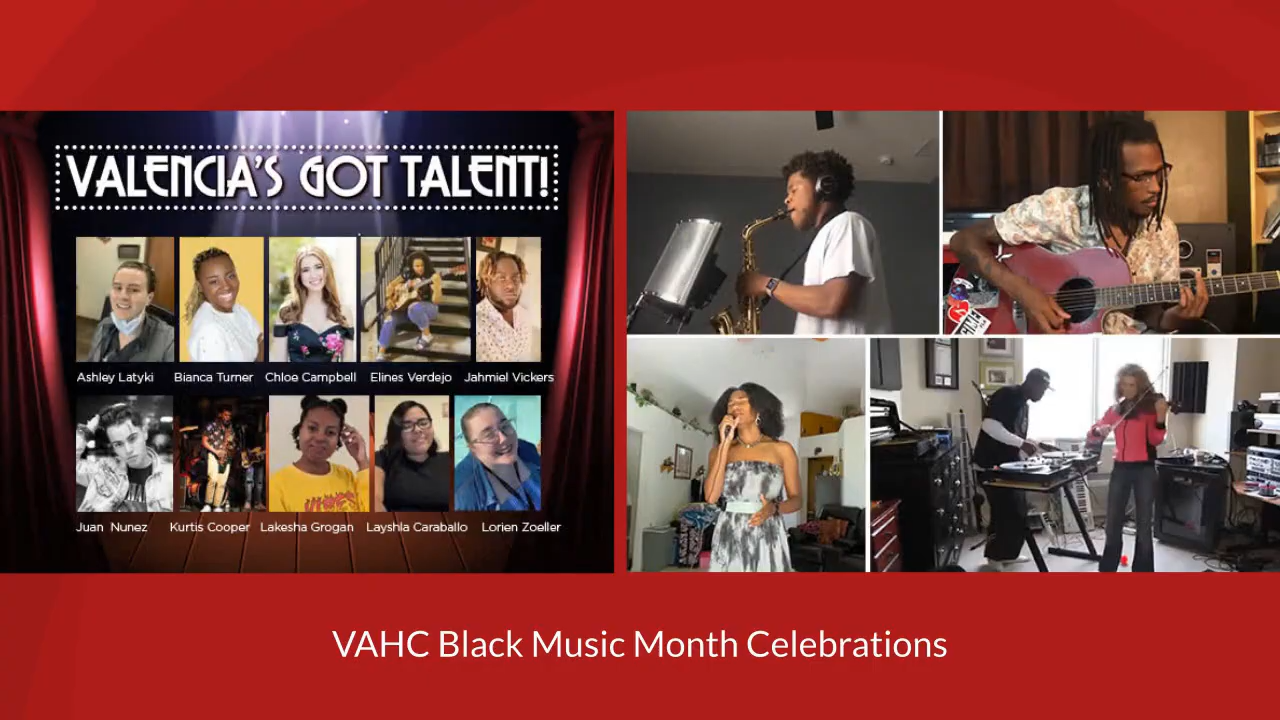 VALENCIA'S GOT TALENT!
Ashley Latyki Bianca Turner Chloe Campbell Elines Verdejo Jahmiel Vickers
Juan Nunez Kurtis Cooper Lakesha Grogan Layshla Caraballo Lorien Zoeller
VAHC Black Music Month Celebrations